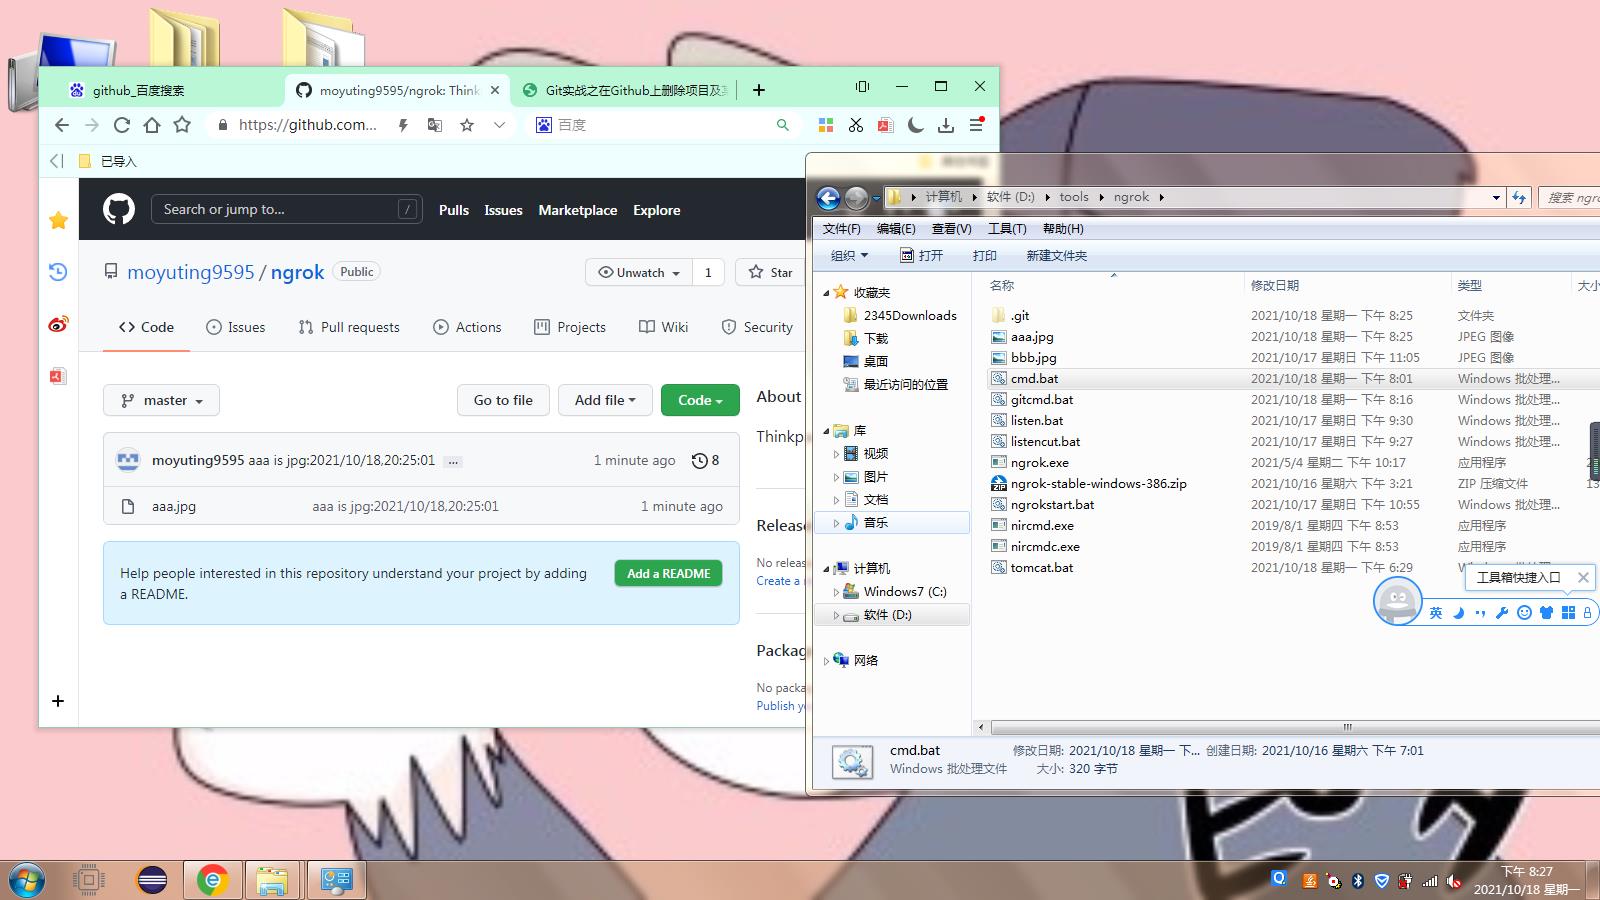 github_百度搜索
moyuting9595/ngrok: Think
Git实战之在Github上删除项目及
https://github.com...
百度
已导入
Search or jump to...
/
Pulls
Issues
Marketplace
Explore
moyuting9595 / ngrok
Public
Unwatch
1
Star
Code
Issues
Pull requests
Actions
Projects
Wiki
Security
master
Go to file
Add file
Code
moyuting9595 aaa is jpg:2021/10/18,20:25:01 ...
1 minute ago
8
aaa.jpg
aaa is jpg:2021/10/18,20:25:01
1 minute ago
Help people interested in this repository understand your project by adding
a README.
Add a README
About
Thinkp
Releas
No releas
Create a
Packag
No packa
Publish y
计算机
软件 (D:)
tools
ngrok
搜索 ngro
文件(F)
编辑(E)
查看(V)
工具(T)
帮助(H)
组织
打开
打印
新建文件夹
收藏夹
2345Downloads
下载
桌面
最近访问的位置
库
视频
图片
文档
音乐
计算机
Windows7 (C:)
软件 (D:)
网络
名称 修改日期 类型 大小
.git 2021/10/18 星期一 下午 8:25 文件夹
aaa.jpg 2021/10/18 星期一 下午 8:25 JPEG 图像
bbb.jpg 2021/10/17 星期日 下午 11:05 JPEG 图像
cmd.bat 2021/10/18 星期一 下午 8:01 Windows 批处理...
gitcmd.bat 2021/10/18 星期一 下午 8:16 Windows 批处理...
listen.bat 2021/10/17 星期日 下午 9:30 Windows 批处理...
listencut.bat 2021/10/17 星期日 下午 9:27 Windows 批处理...
ngrok.exe 2021/5/4 星期二 下午 10:17 应用程序
ngrok-stable-windows-386.zip 2021/10/16 星期六 下午 3:21 ZIP 压缩文件 13
ngrokstart.bat 2021/10/17 星期日 下午 10:55 Windows 批处理...
nircmd.exe 2019/8/1 星期四 下午 8:53 应用程序
nircmdc.exe 2019/8/1 星期四 下午 8:53 应用程序
tomcat.bat 2021/10/18 星期一 下午 6:29
工具箱快捷入口
英
cmd.bat
修改日期: 2021/10/18 星期一 下...
创建日期: 2021/10/16 星期六 下午 7:01
Windows 批处理文件
大小: 320 字节
下午 8:27
2021/10/18 星期一